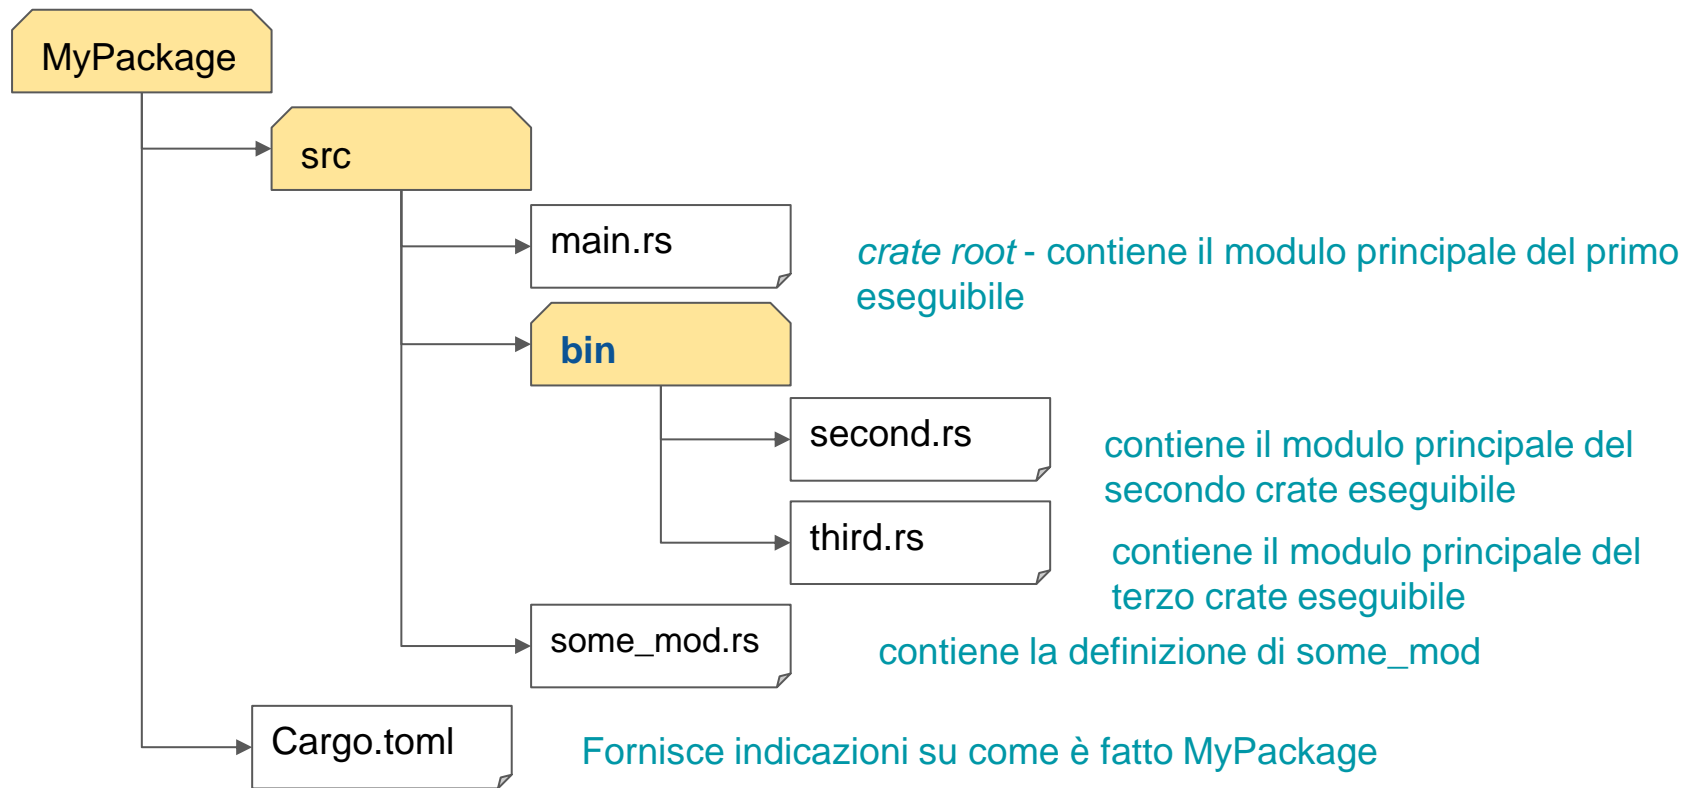 MyPackage
src
main.rs
crate root - contiene il modulo principale del primo
eseguibile
bin
second.rs
contiene il modulo principale del
secondo crate eseguibile
third.rs
contiene il modulo principale del
terzo crate eseguibile
some_mod.rs
contiene la definizione di some_mod
Cargo.toml
Fornisce indicazioni su come è fatto MyPackage